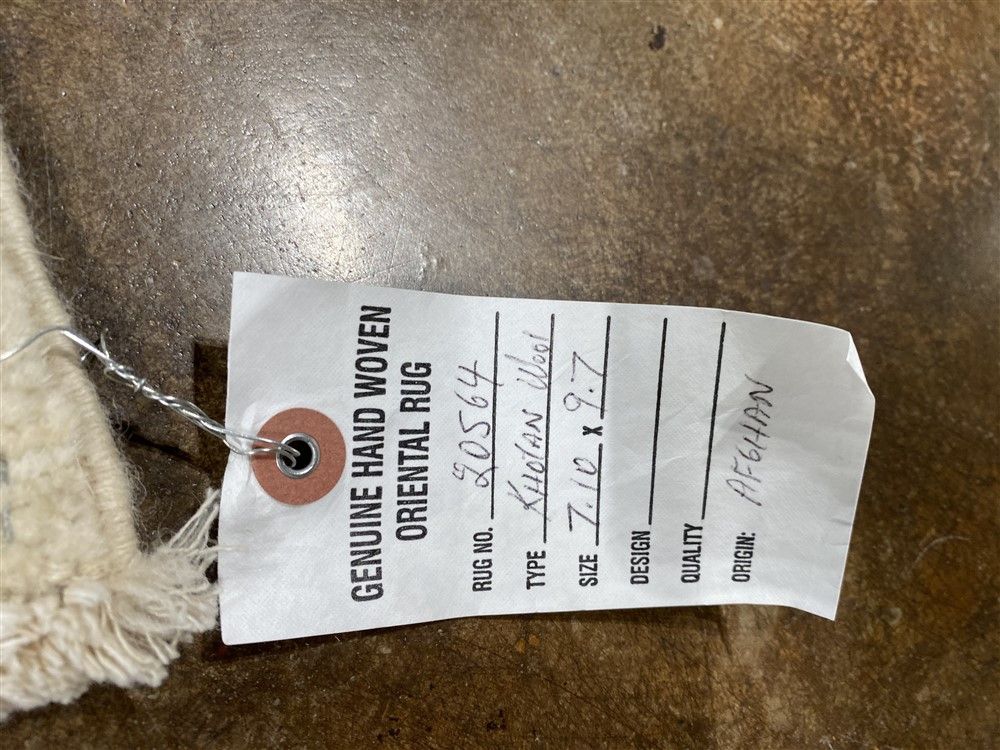 GENUINE HAND WOVEN
ORIENTAL RUG
RUG NO. 20564
TYPE KHOTAN Wool
SIZE 7.10 x 9.7
DESIGN
QUALITY
ORIGIN: AFGHAN